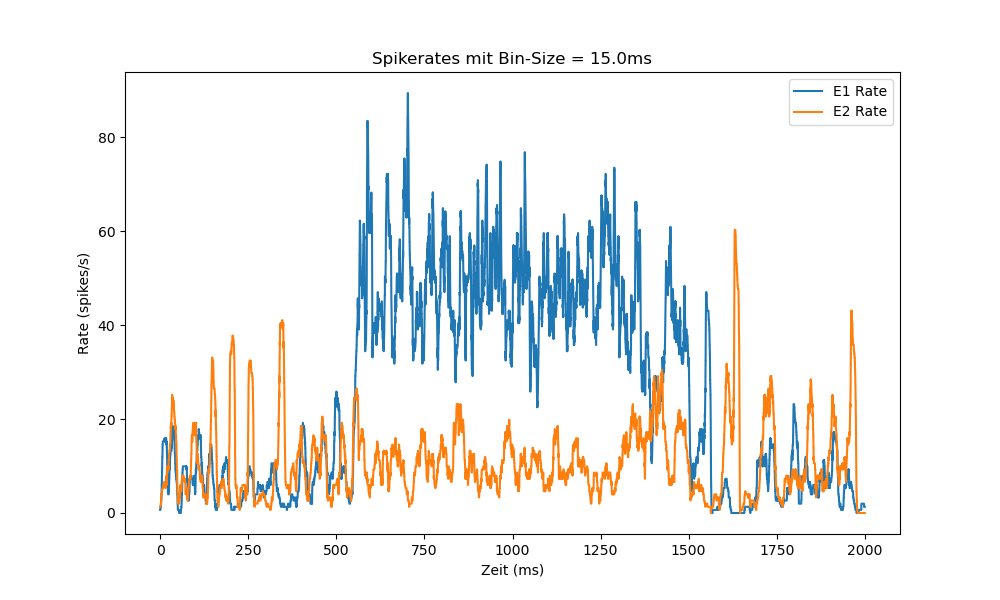 Spikerates mit Bin-Size = 15.0ms
E1 Rate
E2 Rate
Rate (spikes/s)
80
60
40
20
0
0 250 500 750 1000 1250 1500 1750 2000
Zeit (ms)